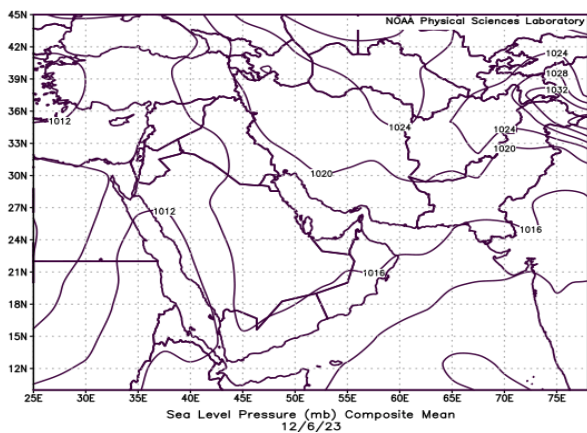 NOAA Physical Sciences Laboratory
45N
42N
1024
39N
1028
1032
36N
1012
1024
33N
1024
1020
1020
30N
27N
1012
1016
24N
1016
21N
18N
15N
12N
25E 30E 35E 40E 45E 50E 55E 60E 65E 70E 75E
Sea Level Pressure (mb) Composite Mean
12/6/23